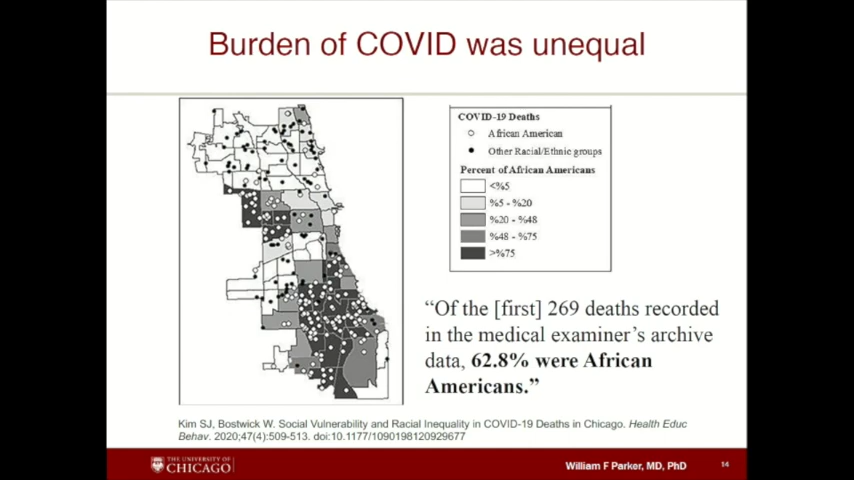 Burden of COVID was unequal
COVID-19 Deaths
African American
Other Racial/Ethnic groups
Percent of African Americans
<%5
%5 - %20
%20 - %48
%48 - %75
>%75
“Of the [first] 269 deaths recorded
in the medical examiner’s archive
data, 62.8% were African
Americans.”
Kim SJ, Bostwick W. Social Vulnerability and Racial Inequality in COVID-19 Deaths in Chicago. Health Educ
Behav. 2020;47(4):509-513. doi:10.1177/1090198120929677
THE UNIVERSITY OF
CHICAGO
William F Parker, MD, PhD
14